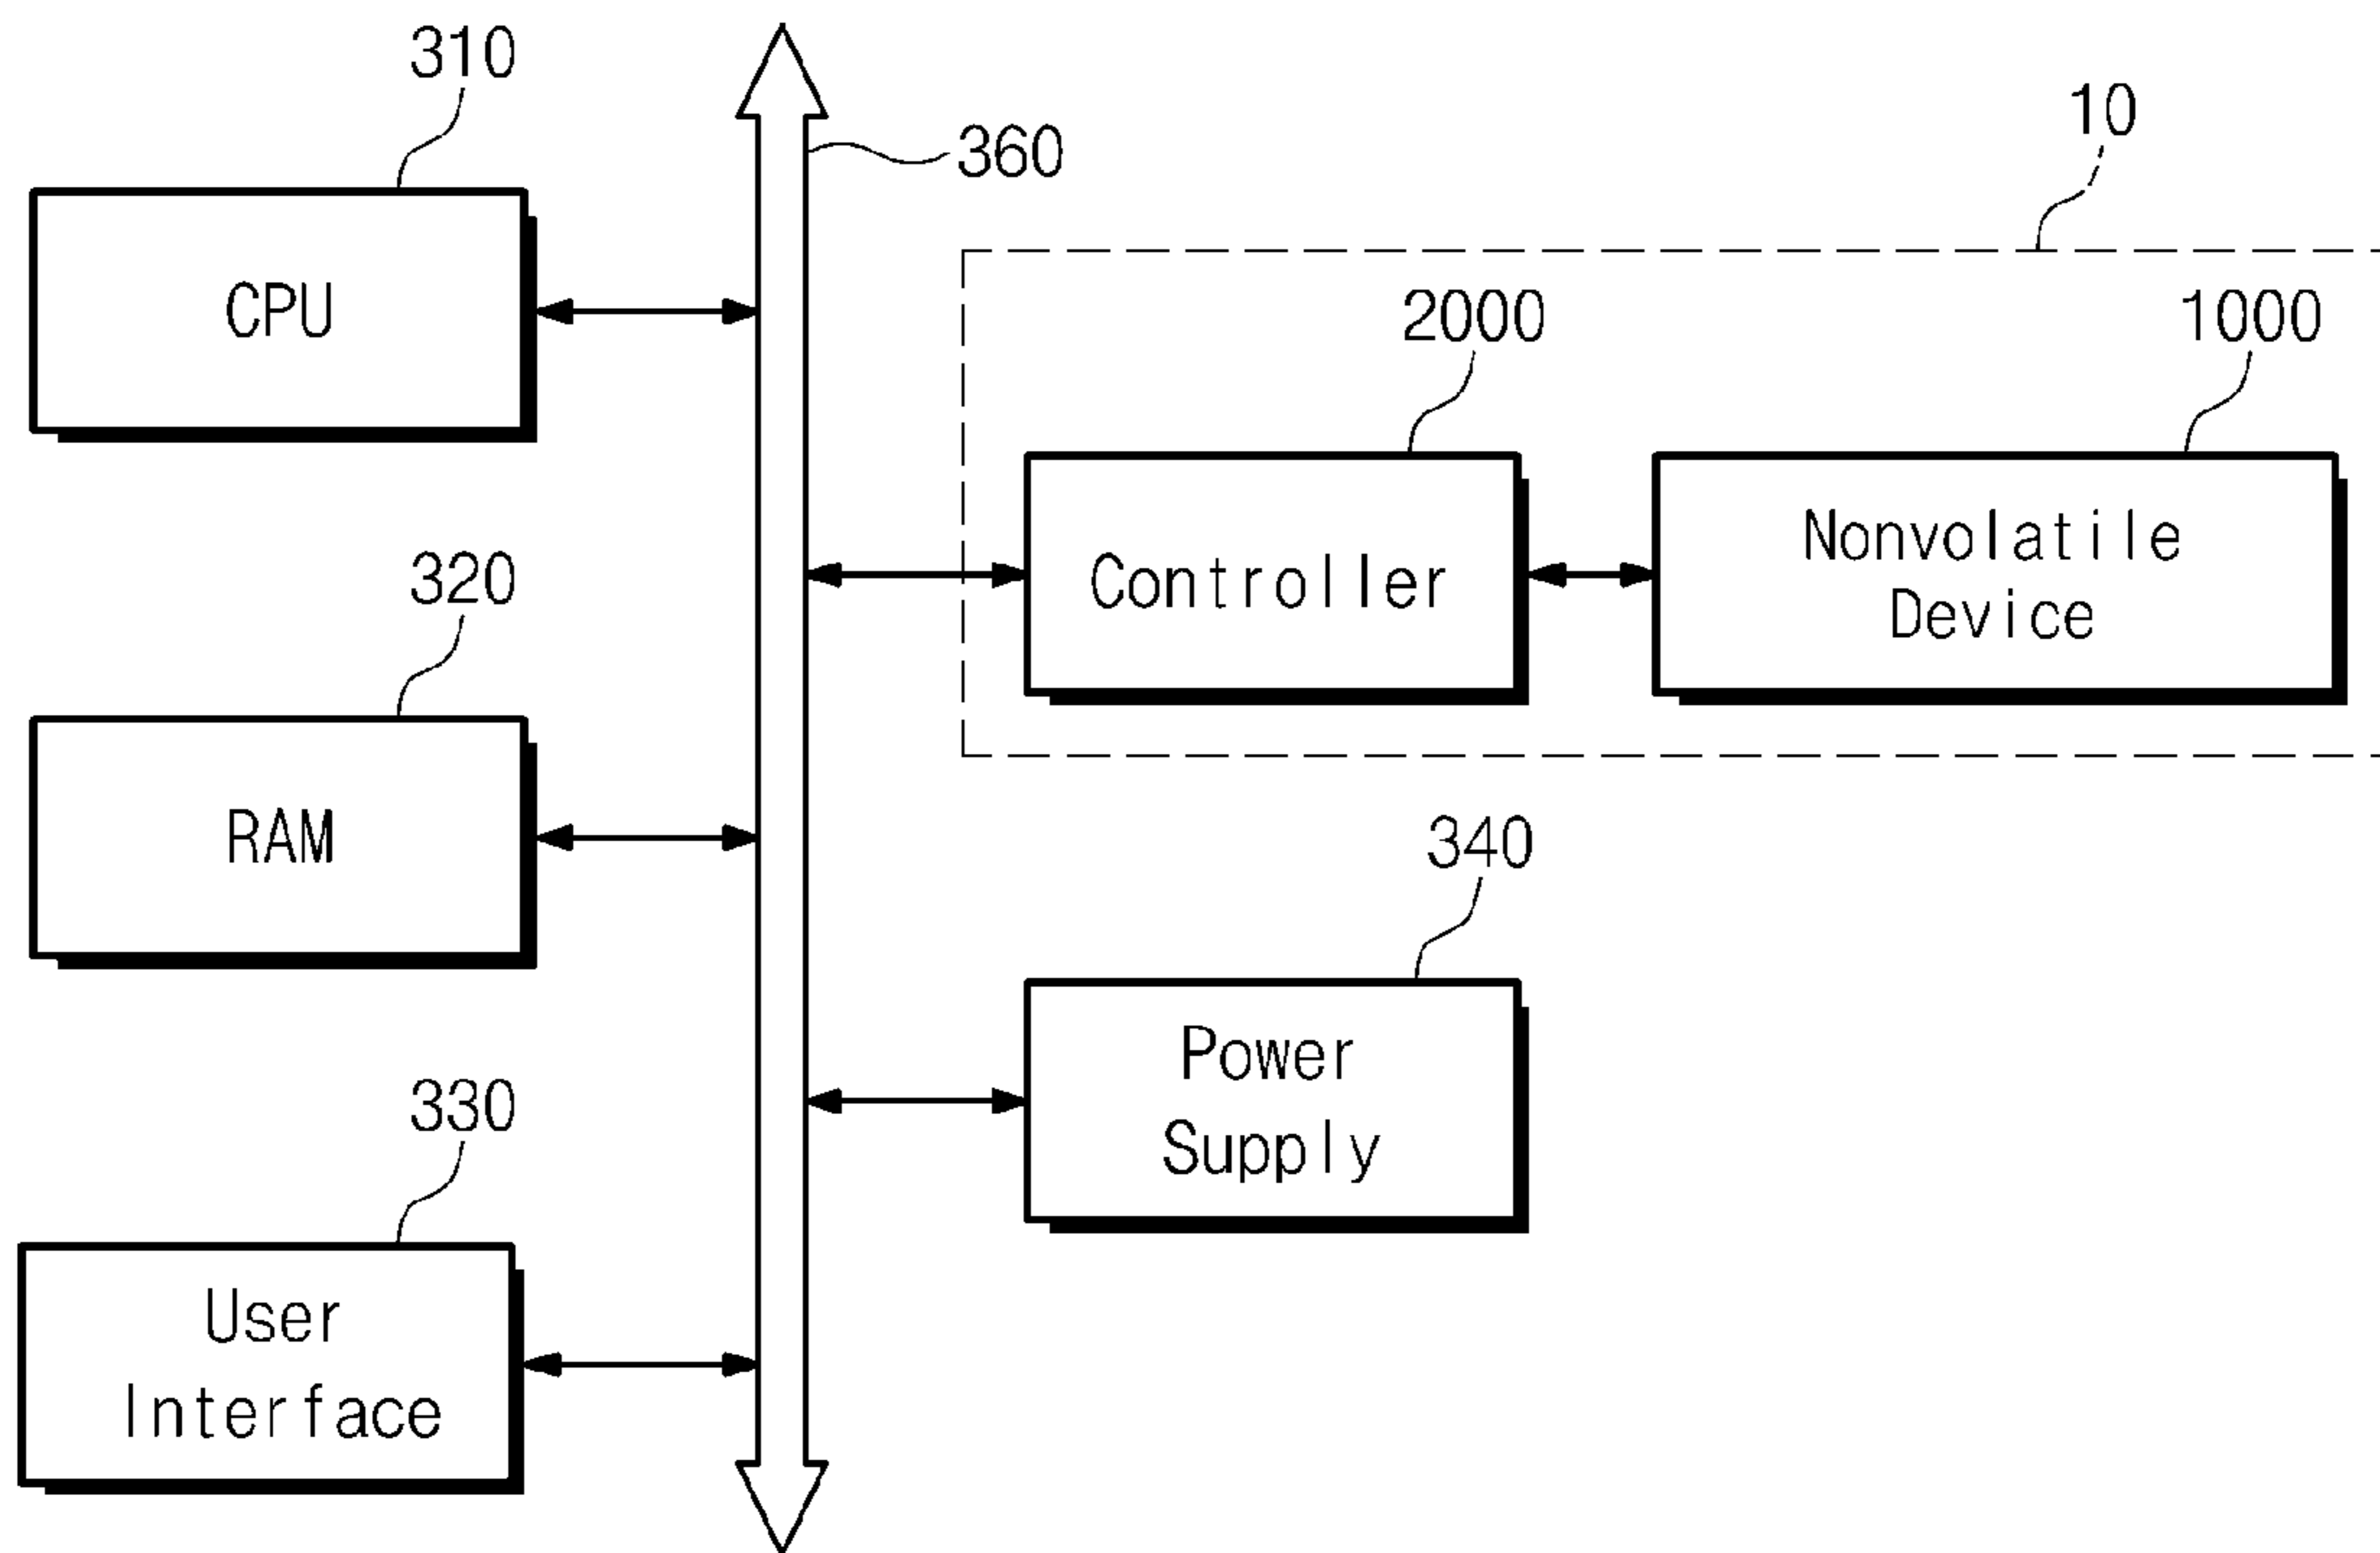 310
360
10
CPU
2000
1000
Controller
Nonvolatile
Device
320
RAM
340
Power
Supply
330
User
Interface